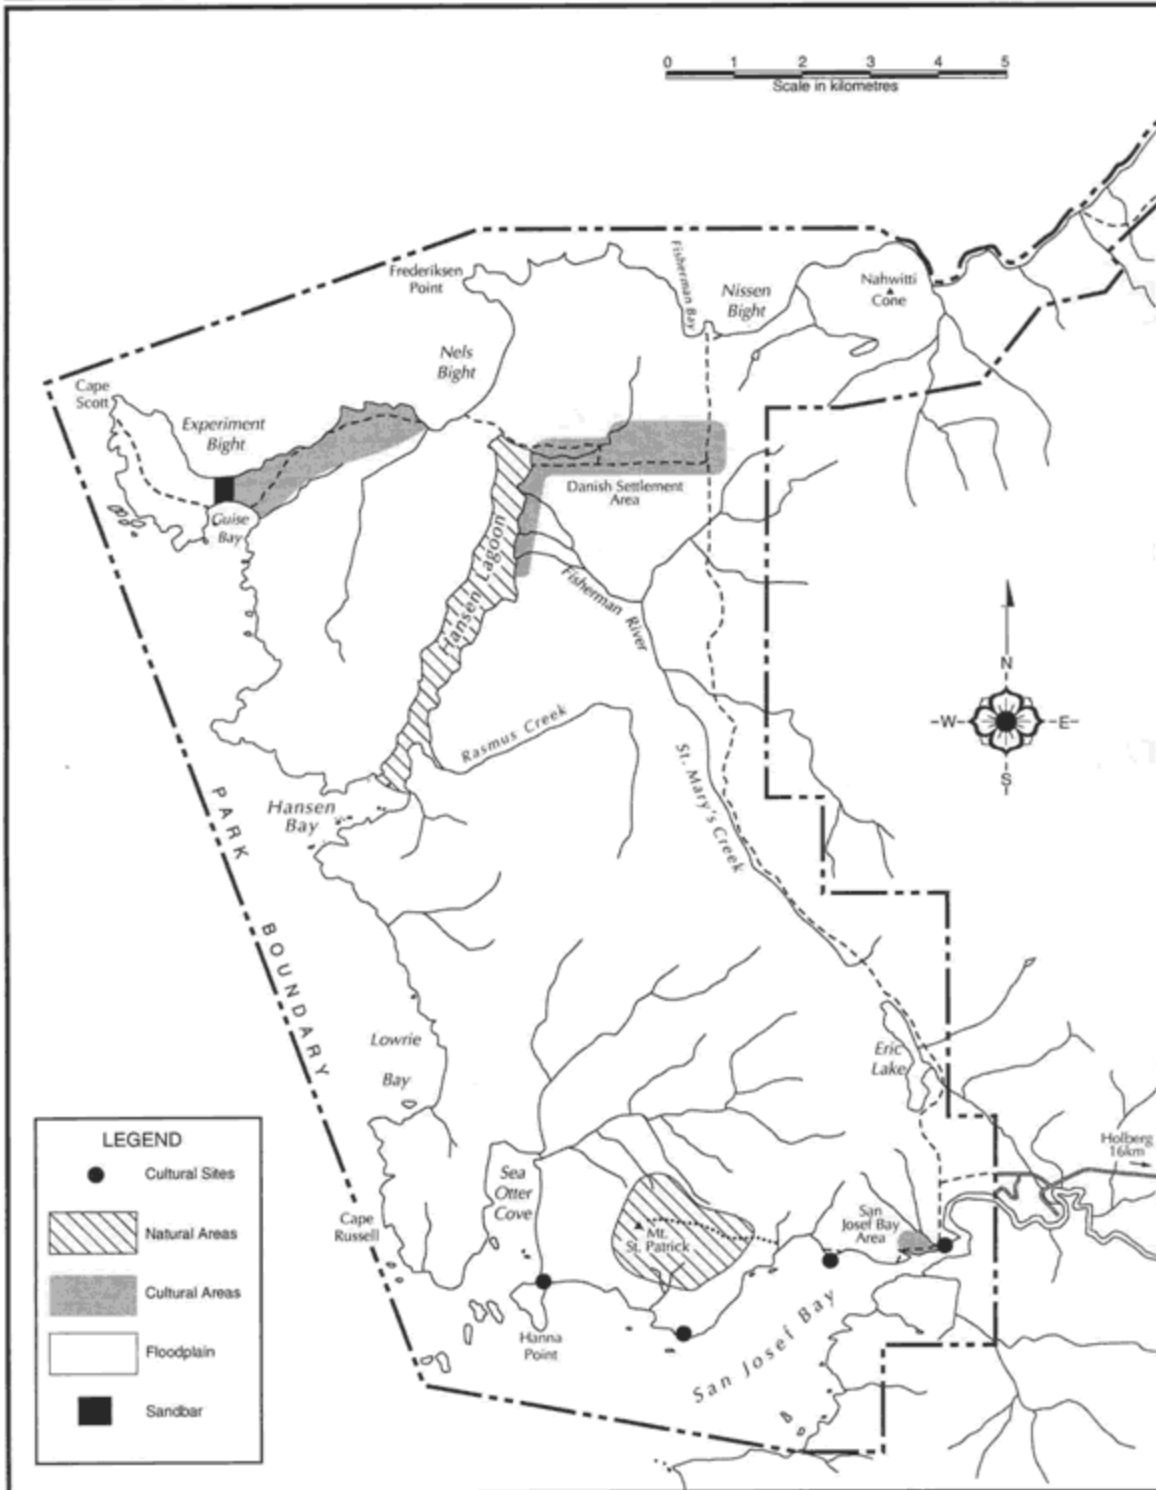 0 1 2 3 4 5
Scale in kilometres
Frederiksen
Point
Fisherman Bay
Nissen
Bight
Nahwitti
Cone
Nels
Bight
Cape
Scott
Experiment
Bight
Guise
Bay
Danish Settlement
Area
Hansen Lagoon
Fisherman River
N
W E
S
Rasmus Creek
St. Mary's Creek
Hansen
Bay
PARK BOUNDARY
Lowrie
Bay
Eric
Lake
Holberg
16km
Sea
Otter
Cove
Cape
Russell
San
Josef Bay
Area
Mt.
St. Patrick
Hanna
Point
San Josef Bay
LEGEND
Cultural Sites
Natural Areas
Cultural Areas
Floodplain
Sandbar